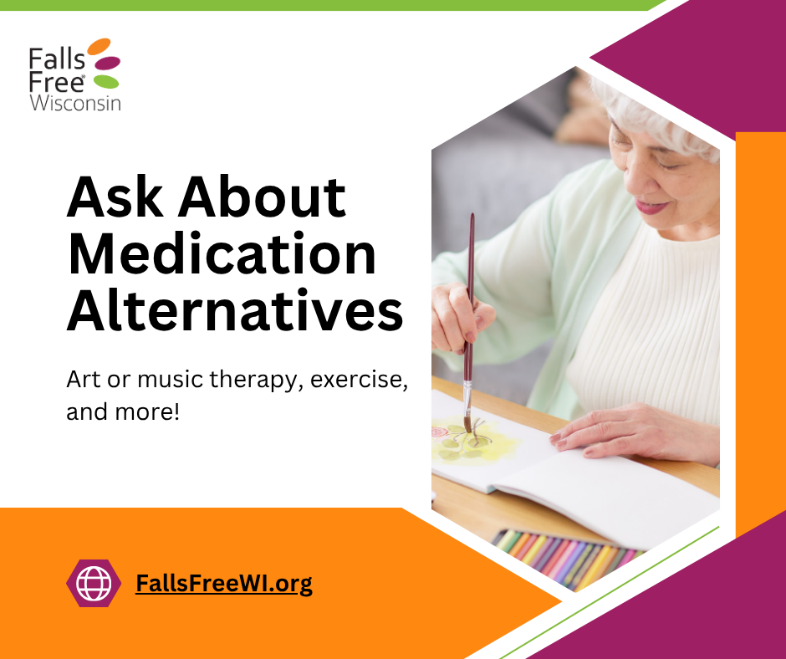 Falls
Free®
Wisconsin
Ask About
Medication
Alternatives
Art or music therapy, exercise,
and more!
FallsFreeWI.org